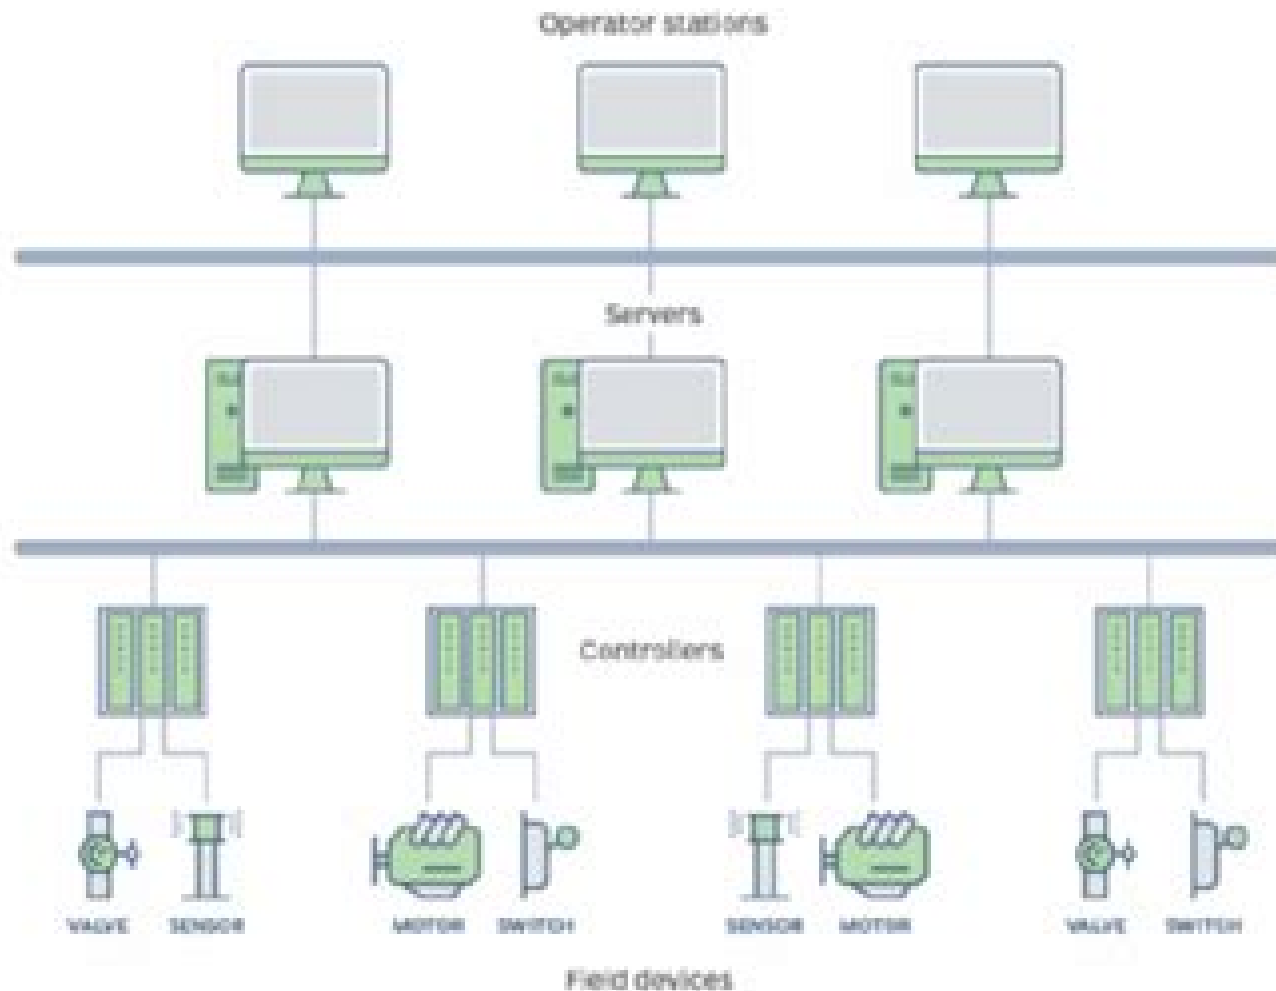 Operator stations
Servers
Controllers
VALVE SENSOR MOTOR SWITCH SENSOR MOTOR VALVE SWITCH
Field devices